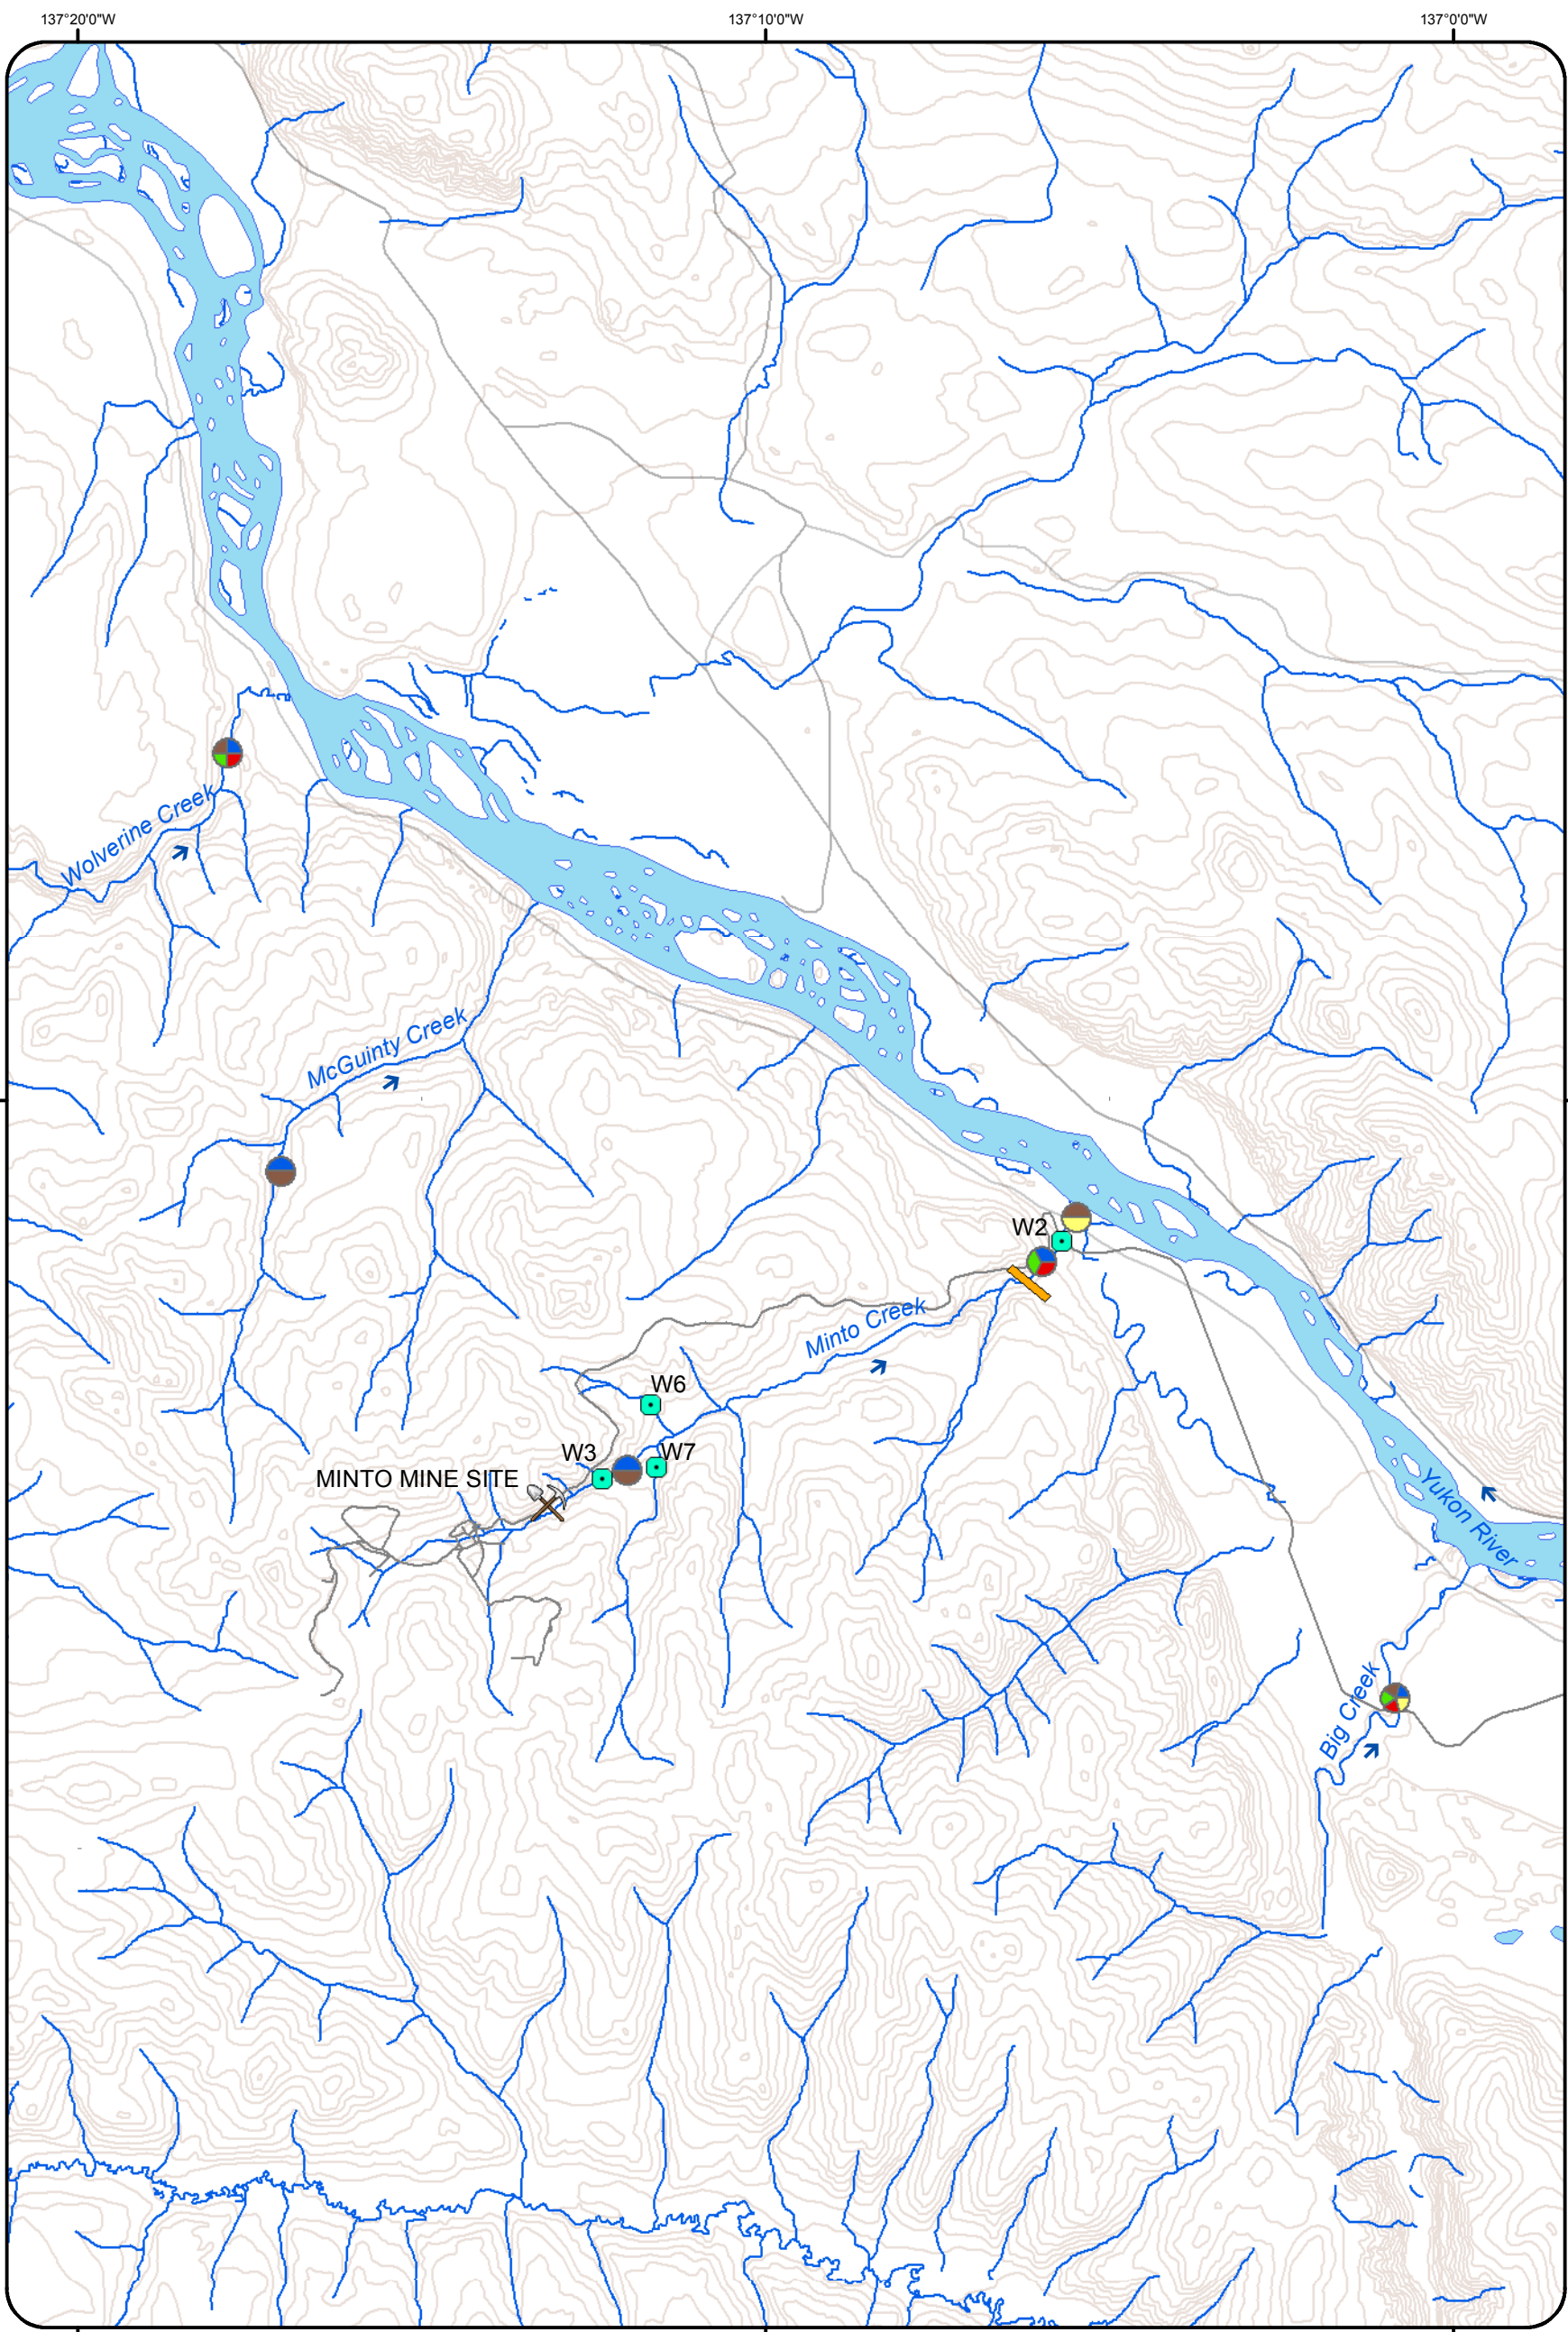 137°20'0"W
137°10'0"W
137°0'0"W
Wolverine Creek
McGuinty Creek
W2
Minto Creek
W6
W3
W7
MINTO MINE SITE
Yukon River
Big Creek